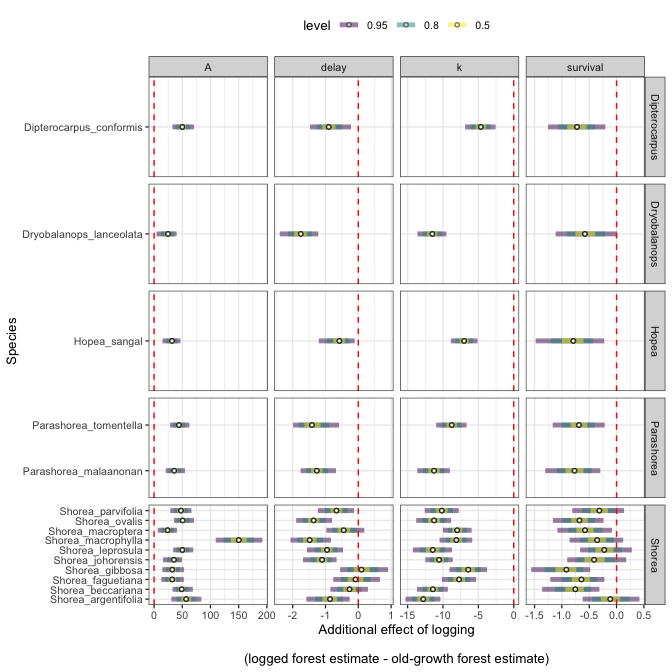 level 0.95 0.8 0.5
A delay k survival
Dipterocarpus_conformis Dipterocarpus
Dryobalanops_lanceolata Dryobalanops
Hopea_sangal Hopea
Parashorea_tomentella
Parashorea_malaanonan
Parashorea
Shorea_parvifolia
Shorea_ovalis
Shorea_macroptera
Shorea_macrophylla
Shorea_leprosula
Shorea_johorensis
Shorea_gibbosa
Shorea_faguetiana
Shorea_beccariana
Shorea_argentifolia
Shorea
Species
0 50 100 150 200 -2 -1 0 1 -15 -10 -5 0 -1.5 -1.0 -0.5 0.0 0.5
Additional effect of logging
(logged forest estimate - old-growth forest estimate)